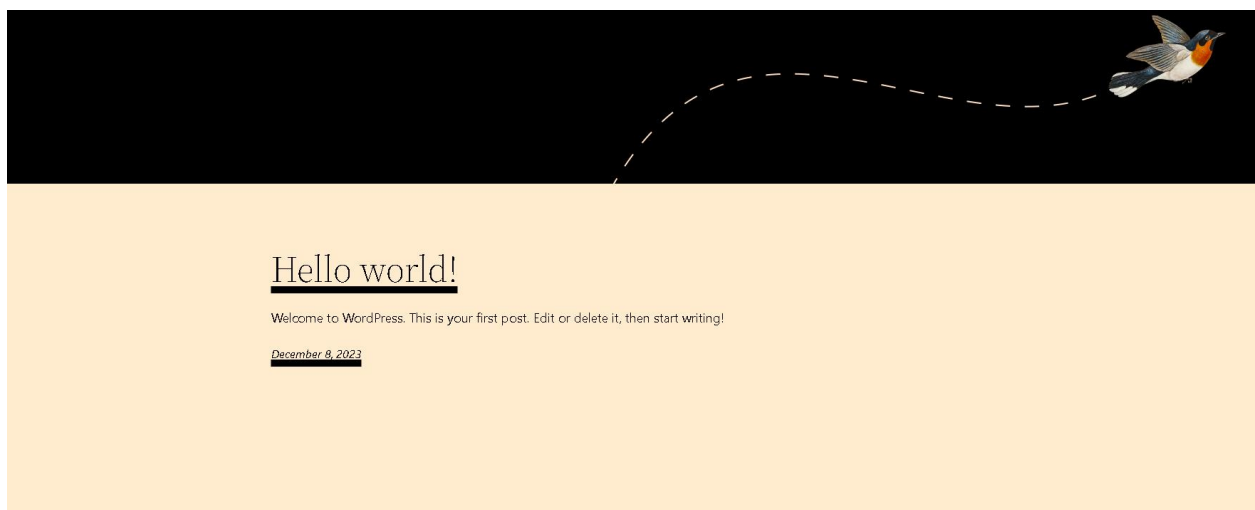 Hello world!
Welcome to WordPress. This is your first post. Edit or delete it, then start writing!
December 8, 2023